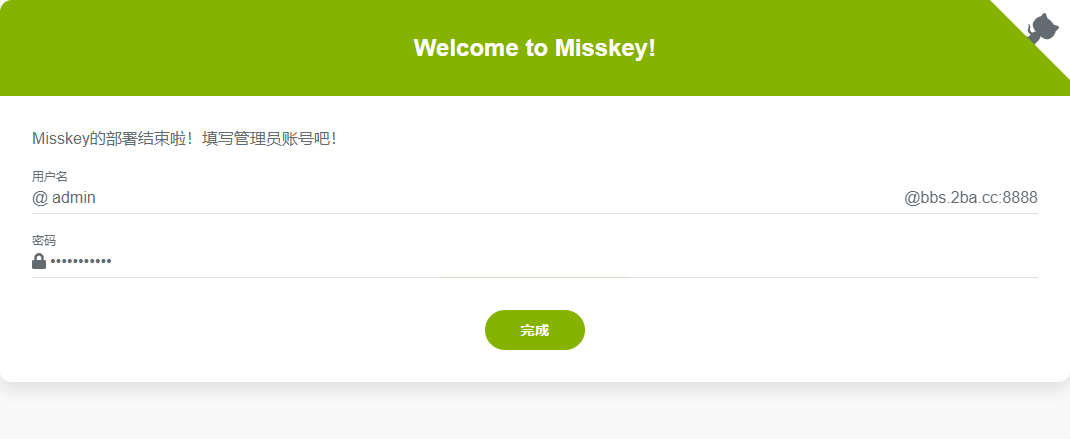 Welcome to Misskey!
Misskey的部署结束啦！填写管理员账号吧！
用户名
@ admin @bbs.2ba.cc:8888
密码
•••••••••••
完成